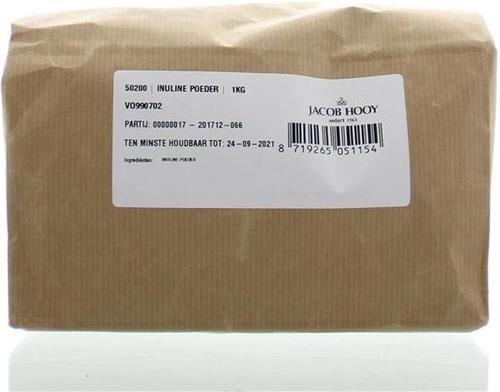 50200 | INULINE POEDER | 1KG
VO990702
PARTIJ: 00000017 - 201712-066
TEN MINSTE HOUDBAAR TOT: 24-09-2021
Ingrediënten: INULINE POEDER
JACOB HOOY
sedert 1743
8 719265 051154